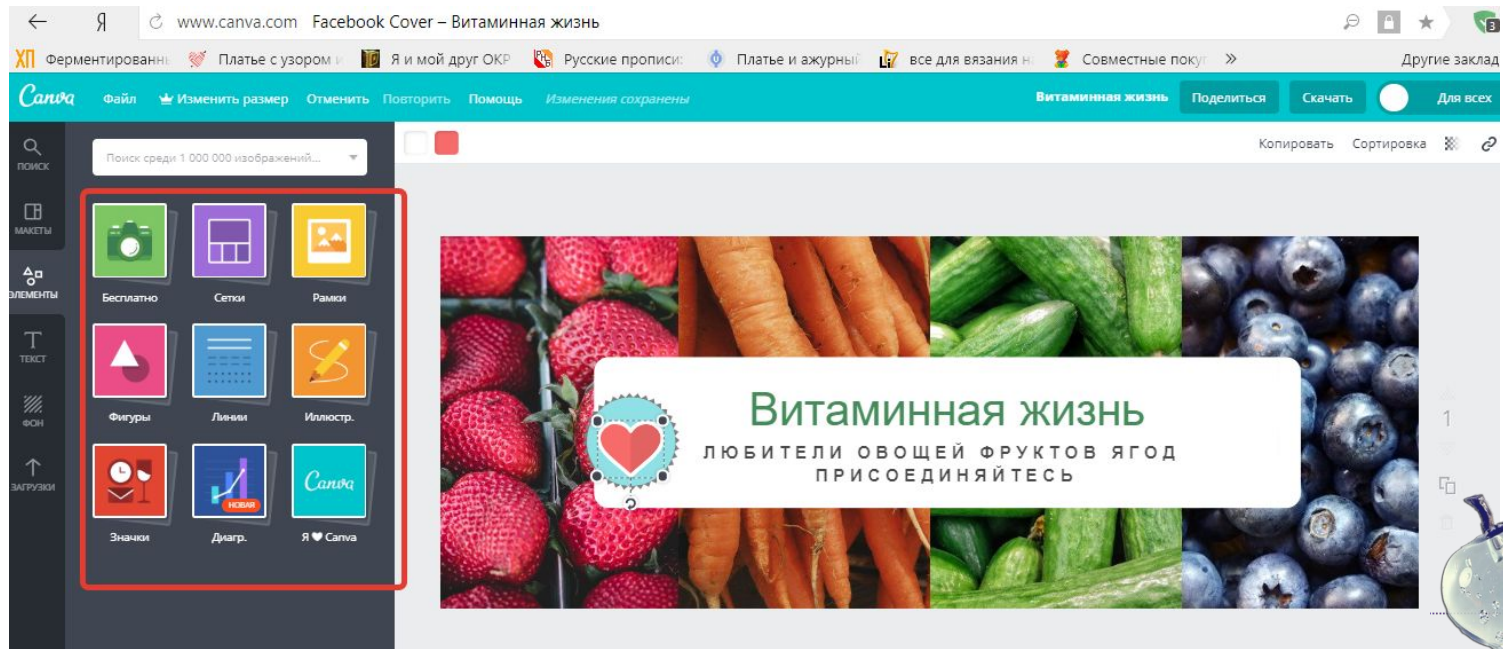 Я www.canva.com Facebook Cover – Витаминная жизнь 3
ХП Ферментированны Платье с узором и Я и мой друг ОКР Русские прописи: Платье и ажурный все для вязания н Совместные покуп » Другие заклад
Canva Файл Изменить размер Отменить Повторить Помощь Изменения сохранены Витаминная жизнь Поделиться Скачать Для всех
ПОИСК
Поиск среди 1 000 000 изображений...
Копировать Сортировка
МАКЕТЫ
ЭЛЕМЕНТЫ
ТЕКСТ
ФОН
ЗАГРУЗКИ
Бесплатно Сетки Рамки
Фигуры Линии Иллюстр.
НОВАЯ
Canva
Значки Диагр. Я ♥ Canva
Витаминная жизнь
ЛЮБИТЕЛИ ОВОЩЕЙ ФРУКТОВ ЯГОД
ПРИСОЕДИНЯЙТЕСЬ
1